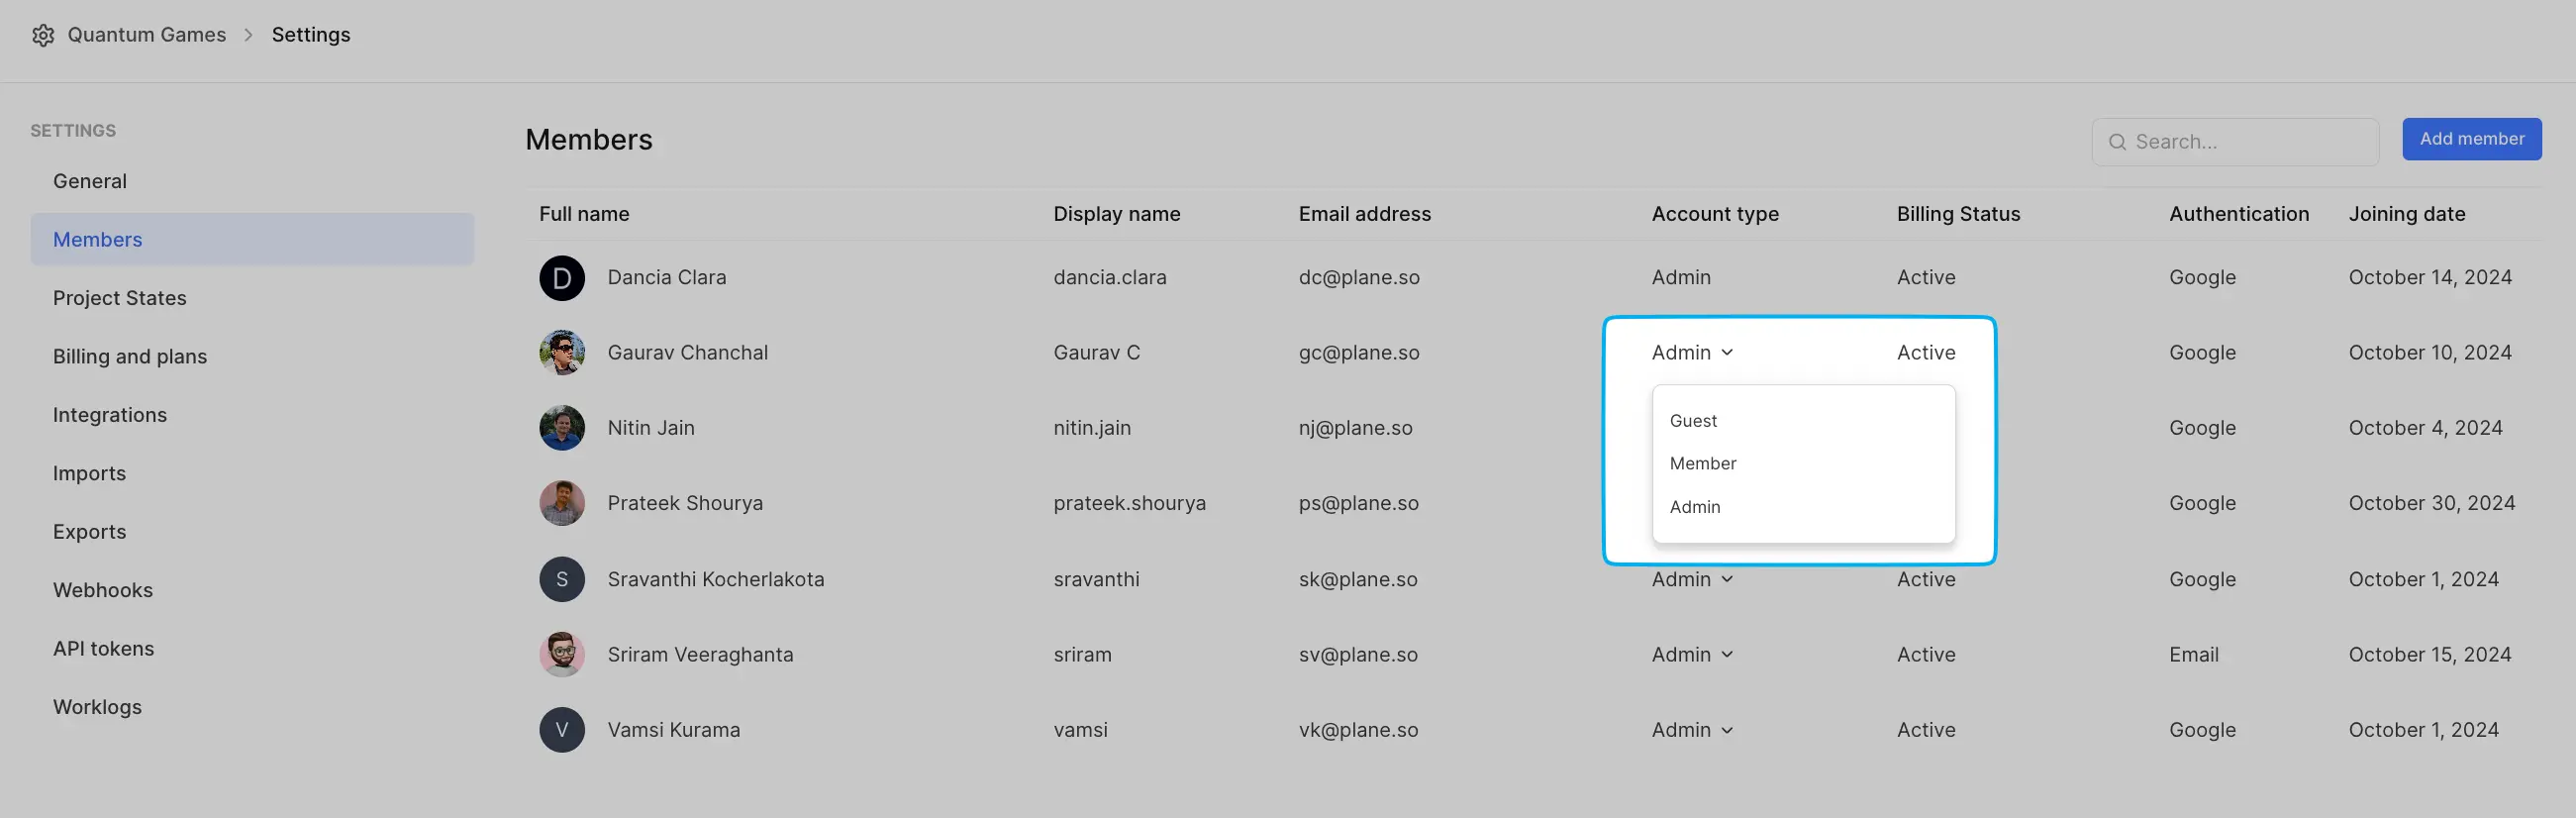 Quantum Games > Settings
SETTINGS
General
Members
Project States
Billing and plans
Integrations
Imports
Exports
Webhooks
API tokens
Worklogs
Members
Search...
Add member
Full name Display name Email address Account type Billing Status Authentication Joining date
D Dancia Clara dancia.clara dc@plane.so Admin Active Google October 14, 2024
Gaurav Chanchal Gaurav C gc@plane.so Admin Active Google October 10, 2024
Guest
Member
Admin
Nitin Jain nitin.jain nj@plane.so Google October 4, 2024
Prateek Shourya prateek.shourya ps@plane.so Google October 30, 2024
S Sravanthi Kocherlakota sravanthi sk@plane.so Admin Active Google October 1, 2024
Sriram Veeraghanta sriram sv@plane.so Admin Active Email October 15, 2024
V Vamsi Kurama vamsi vk@plane.so Admin Active Google October 1, 2024